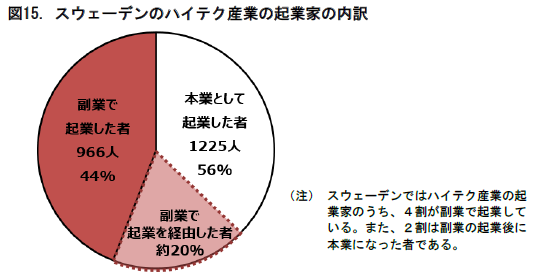 図15. スウェーデンのハイテク産業の起業家の内訳
副業で
起業した者
966人
44%
本業として
起業した者
1225人
56%
副業で
起業を経由した者
約20%
(注) スウェーデンではハイテク産業の起
業家のうち、4割が副業で起業して
いる。また、2割は副業の起業後に
本業になった者である。